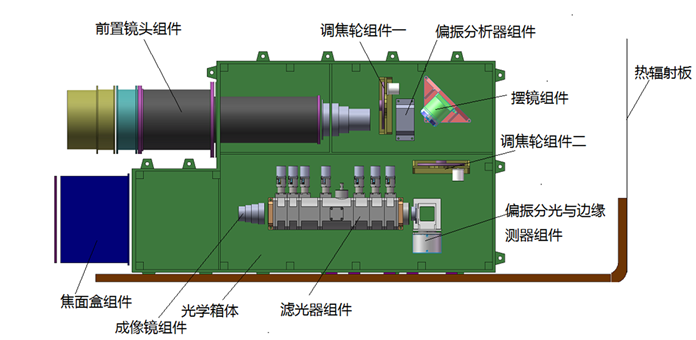 前置镜头组件
调焦轮组件一
偏振分析器组件
热辐射板
摆镜组件
调焦轮组件二
偏振分光与边缘
测器组件
焦面盒组件
成像镜组件
光学箱体
滤光器组件